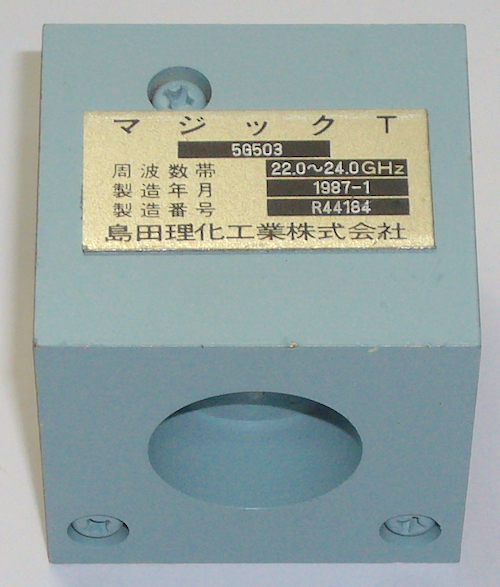 マジックT
5G503
周波数帯 22.0～24.0GHz
製造年月 1987-1
製造番号 R44184
島田理化工業株式会社